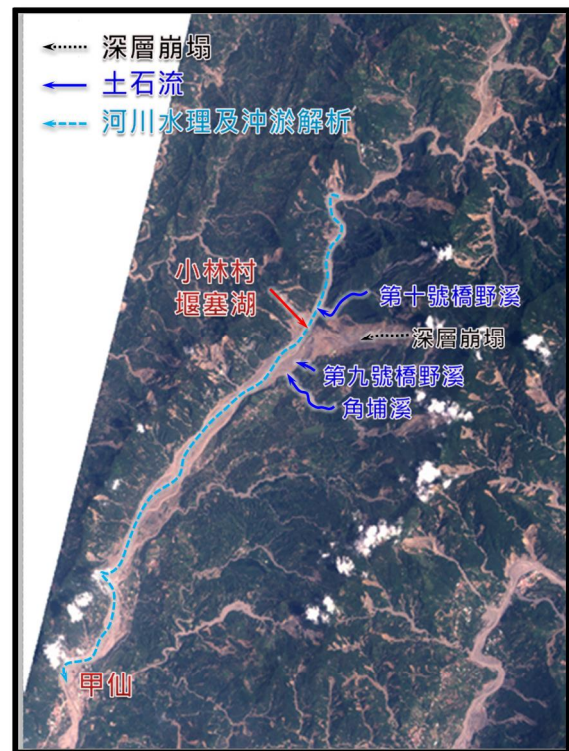 深層崩塌
土石流
河川水理及沖淤解析
小林村
堰塞湖
第十號橋野溪
深層崩塌
第九號橋野溪
角埔溪
甲仙